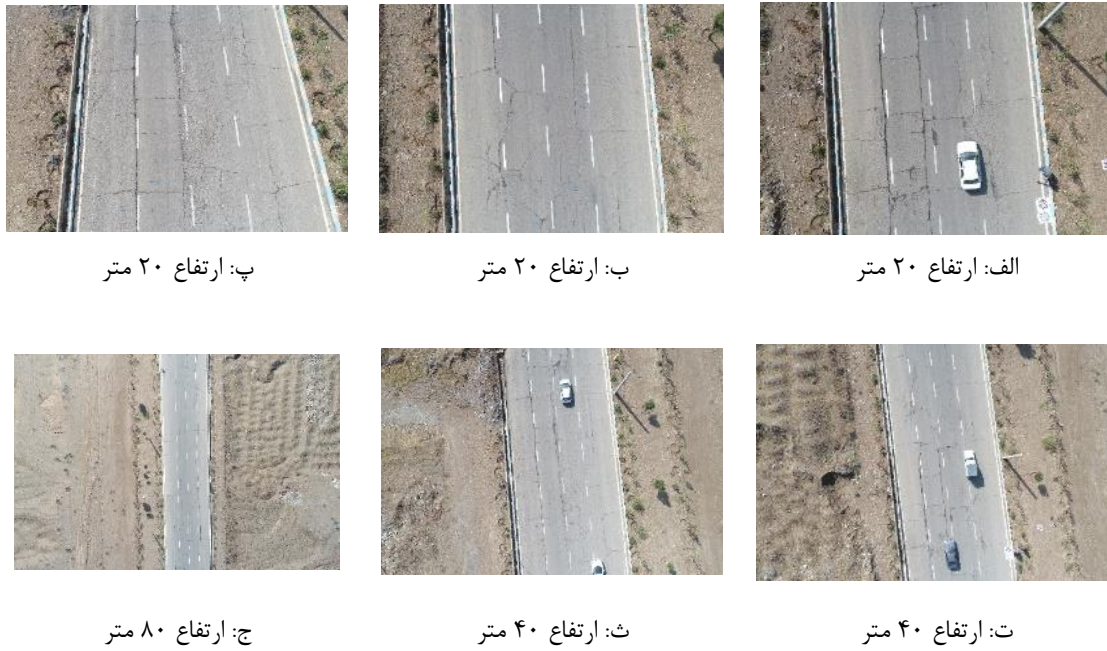 الف: ارتفاع ۲۰ متر
ب: ارتفاع ۲۰ متر
پ: ارتفاع ۲۰ متر
ت: ارتفاع ۴۰ متر
ث: ارتفاع ۴۰ متر
ج: ارتفاع ۸۰ متر